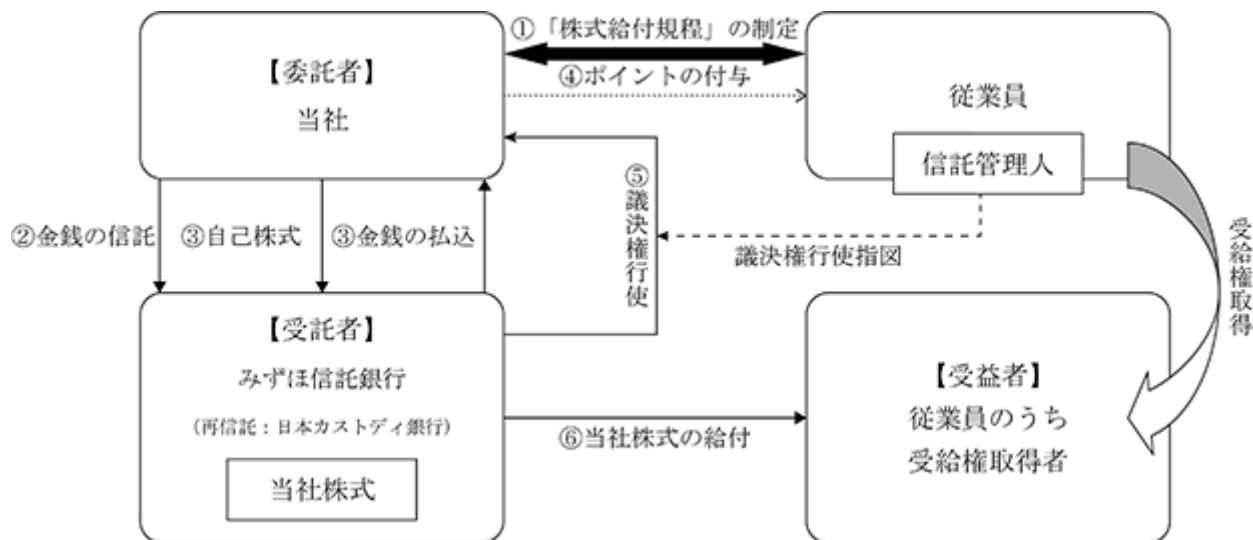 ①「株式給付規程」の制定
【委託者】
当社
④ポイントの付与
従業員
信託管理人
②金銭の信託
③自己株式
③金銭の払込
⑤議決権行使
議決権行使指図
受給権取得
【受託者】
みずほ信託銀行
(再信託:日本カストディ銀行)
当社株式
⑥当社株式の給付
【受益者】
従業員のうち
受給権取得者